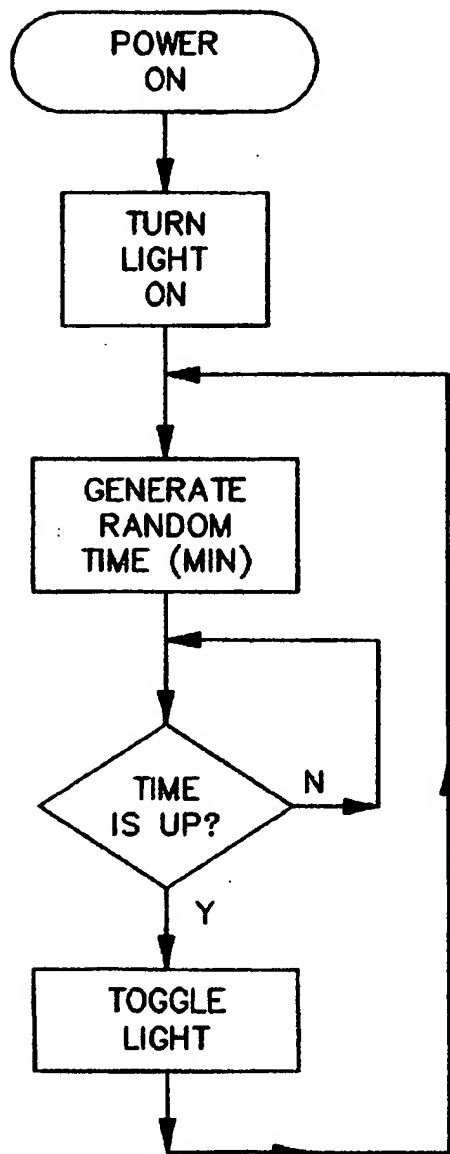 POWER
ON
TURN
LIGHT
ON
GENERATE
RANDOM
TIME (MIN)
TIME
IS UP?
N
Y
TOGGLE
LIGHT